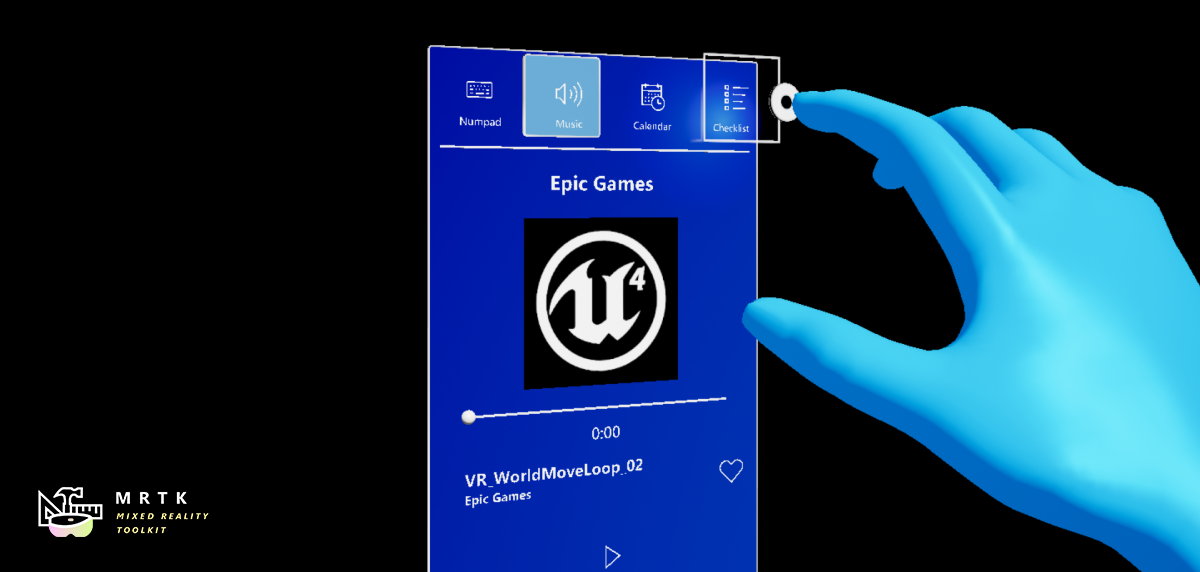 Numpad
Music
Calendar
Checklist
Epic Games
U 4
0:00
VR_WorldMoveLoop_02
Epic Games
MRTK
MIXED REALITY
TOOLKIT